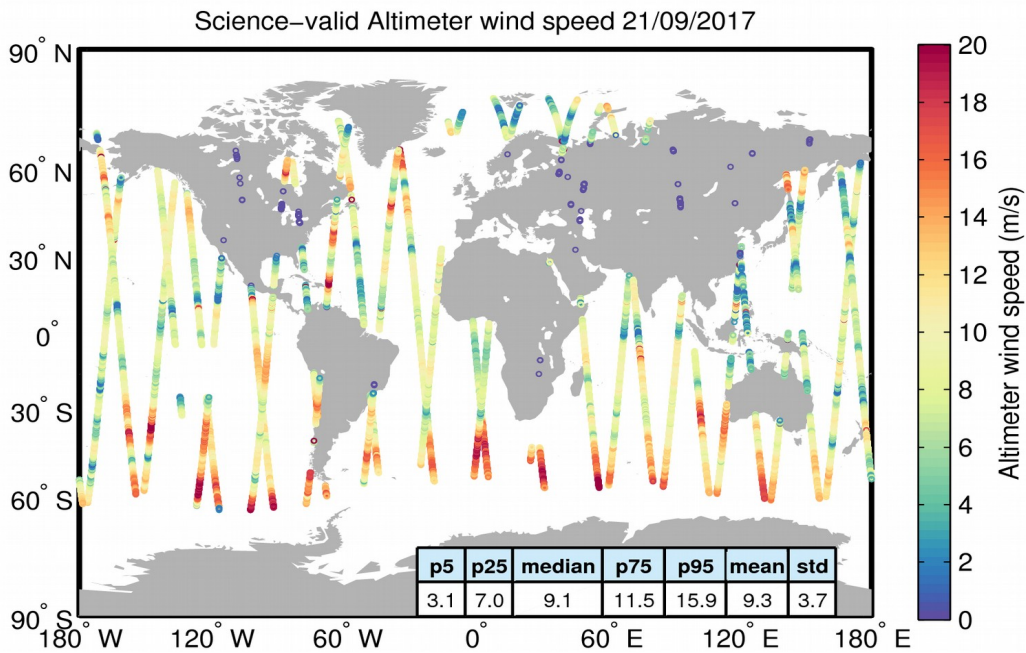 Science−valid Altimeter wind speed 21/09/2017
90° N
60° N
30° N
0°
30° S
60° S
90° S
180° W
120° W
60° W
0°
60° E
120° E
180° E
p5 p25 median p75 p95 mean std
3.1 7.0 9.1 11.5 15.9 9.3 3.7
20
18
16
14
12
10
8
6
4
2
0
Altimeter wind speed (m/s)